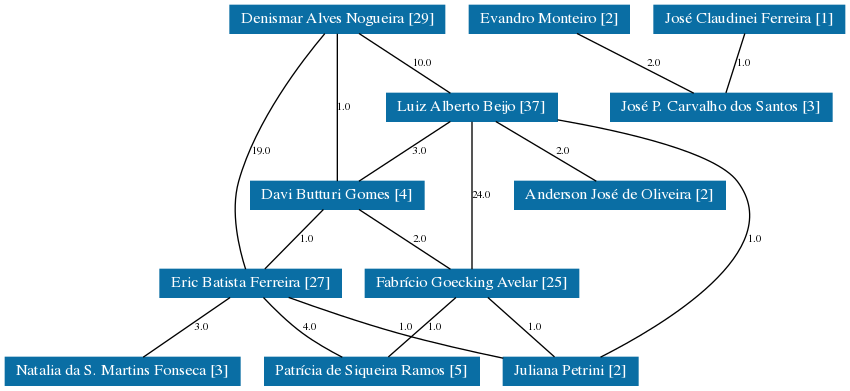 Denismar Alves Nogueira [29]
Evandro Monteiro [2]
José Claudinei Ferreira [1]
10.0
2.0
1.0
Luiz Alberto Beijo [37]
José P. Carvalho dos Santos [3]
1.0
19.0
3.0
2.0
Davi Butturi Gomes [4]
24.0
Anderson José de Oliveira [2]
1.0
2.0
1.0
Eric Batista Ferreira [27]
Fabrício Goecking Avelar [25]
3.0
4.0
1.0
1.0
1.0
Natalia da S. Martins Fonseca [3]
Patrícia de Siqueira Ramos [5]
Juliana Petrini [2]